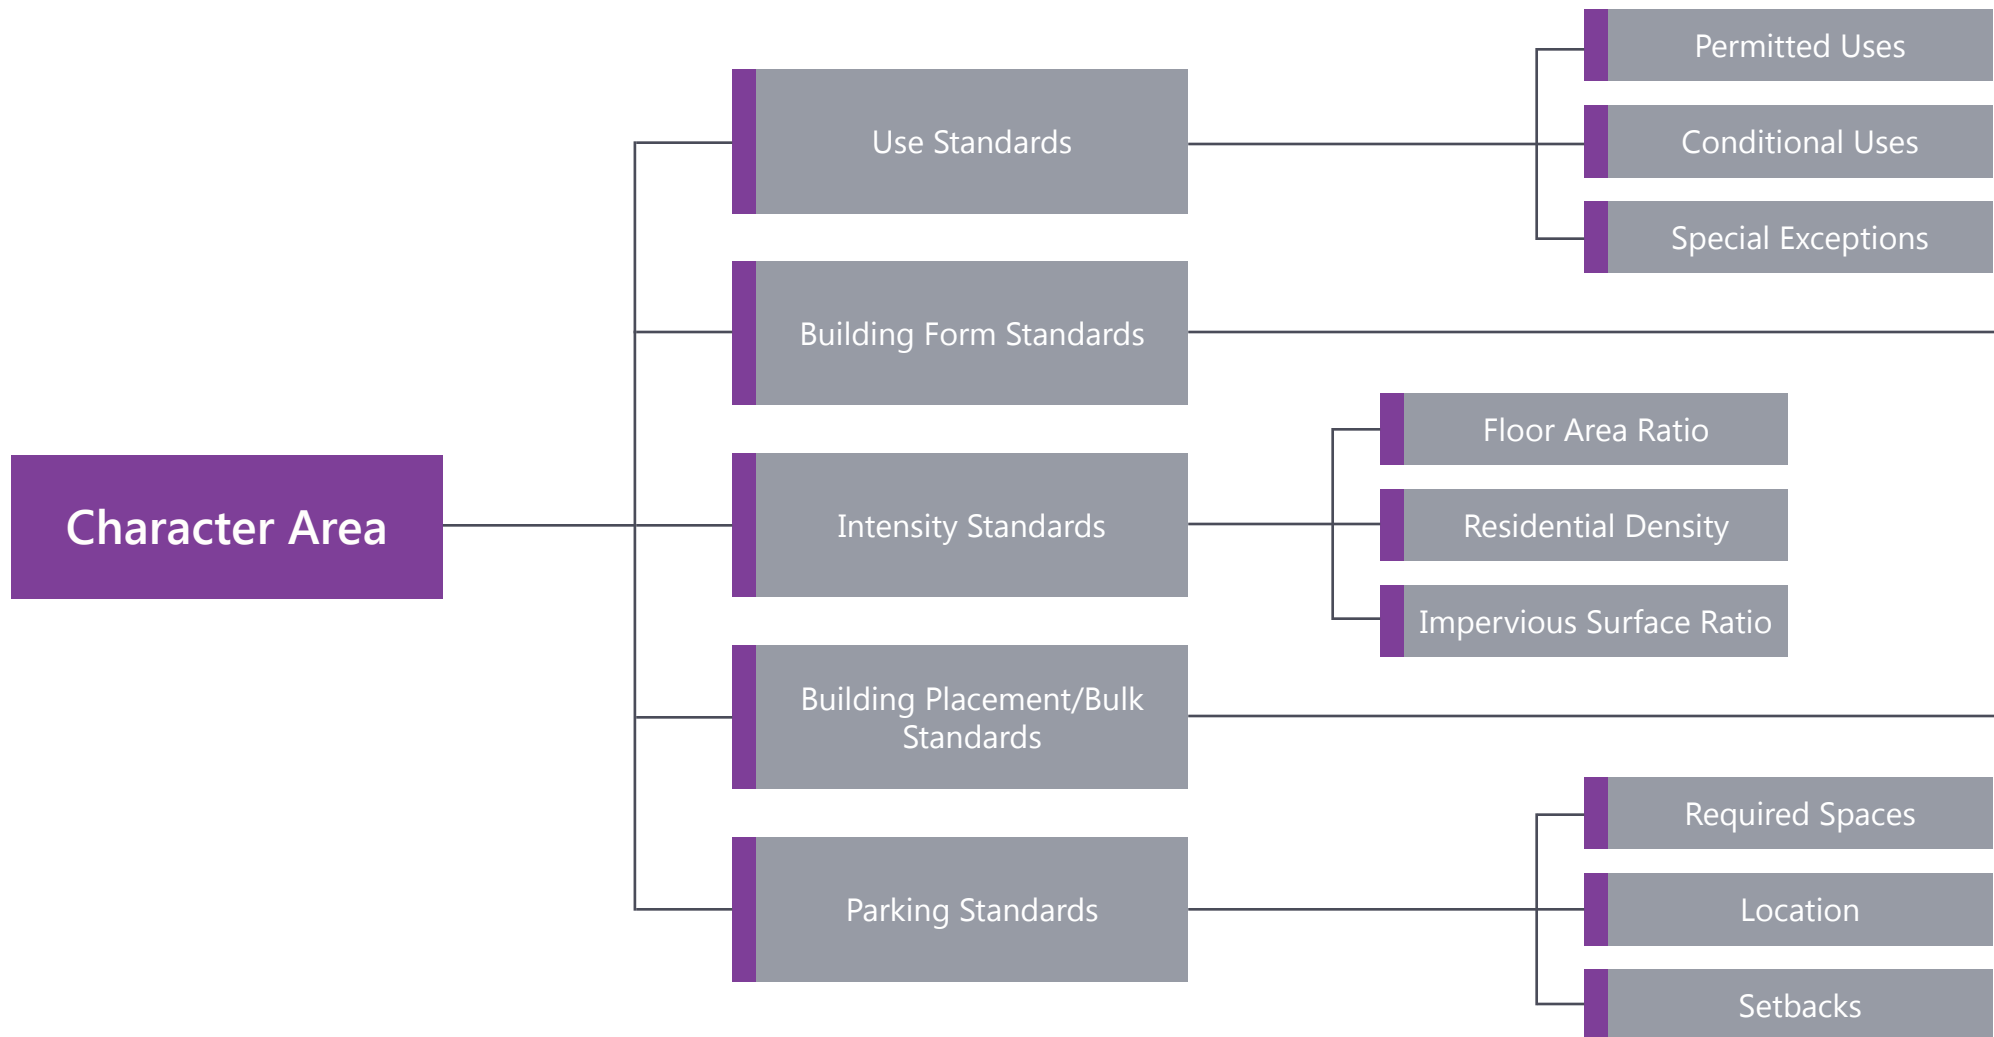 Character Area
Use Standards
Permitted Uses
Conditional Uses
Special Exceptions
Building Form Standards
Intensity Standards
Floor Area Ratio
Residential Density
Impervious Surface Ratio
Building Placement/Bulk
Standards
Parking Standards
Required Spaces
Location
Setbacks